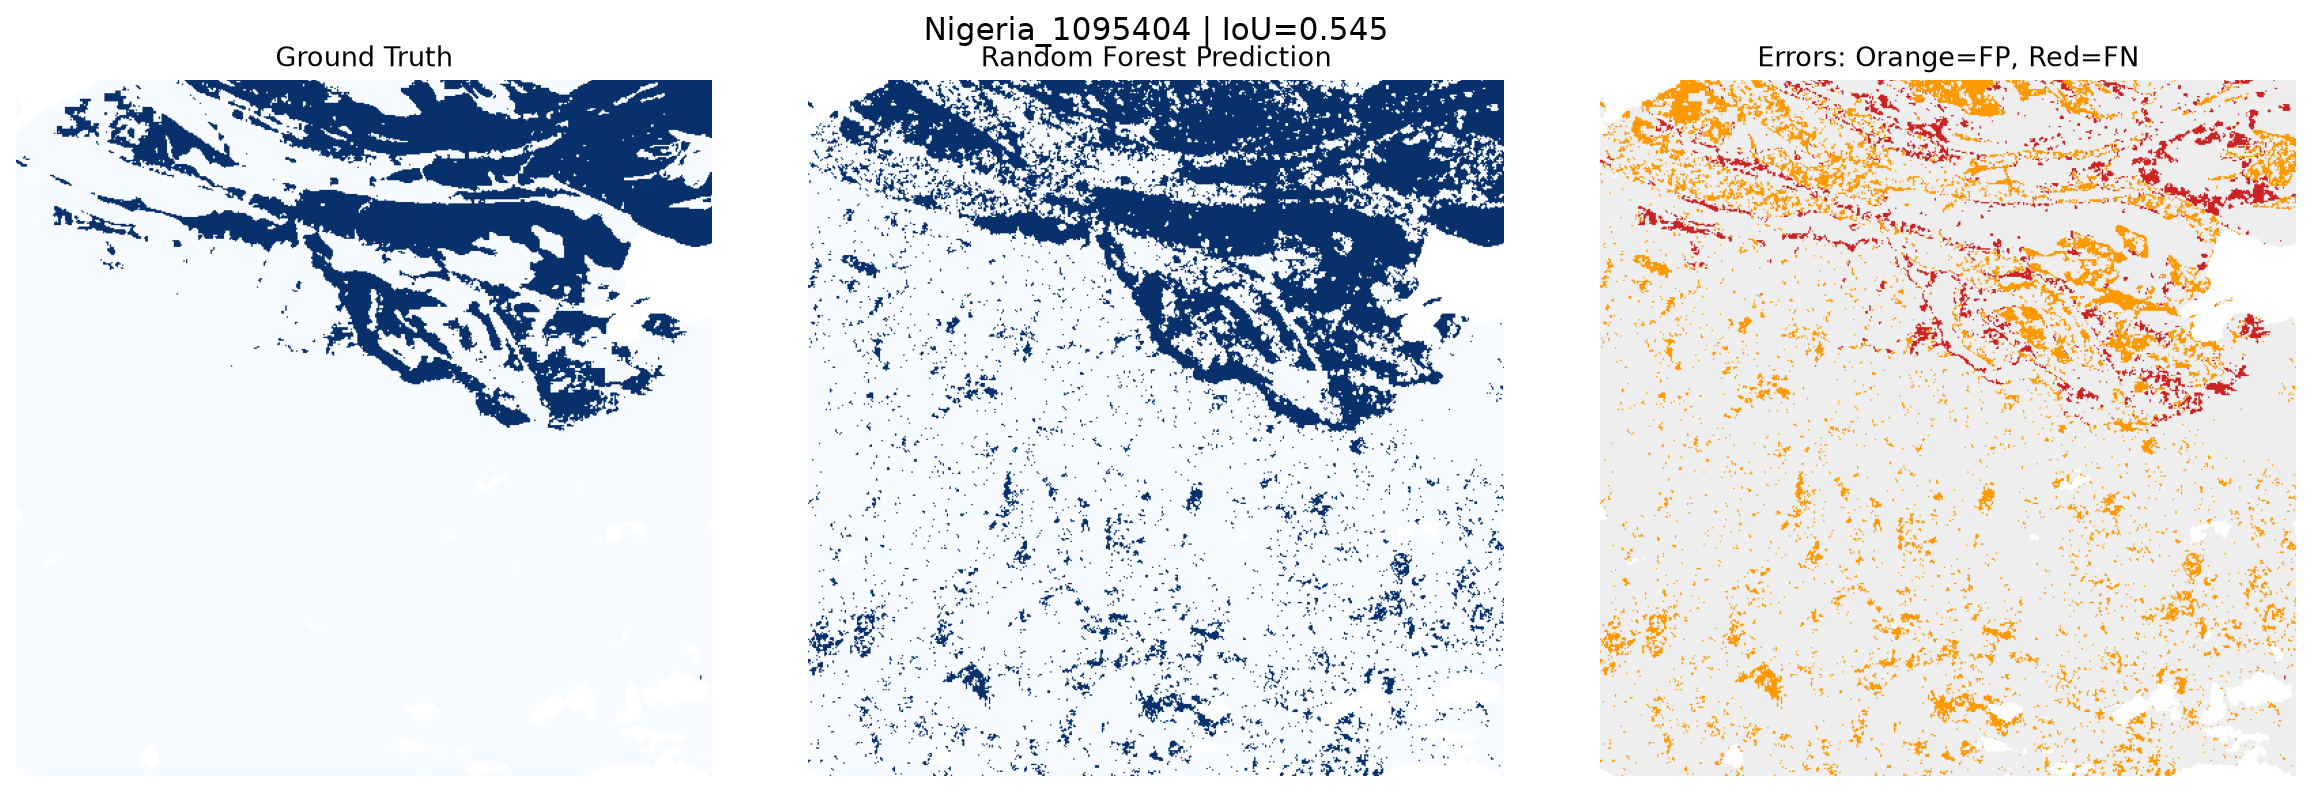 Nigeria_1095404 | IoU=0.545
Ground Truth
Random Forest Prediction
Errors: Orange=FP, Red=FN